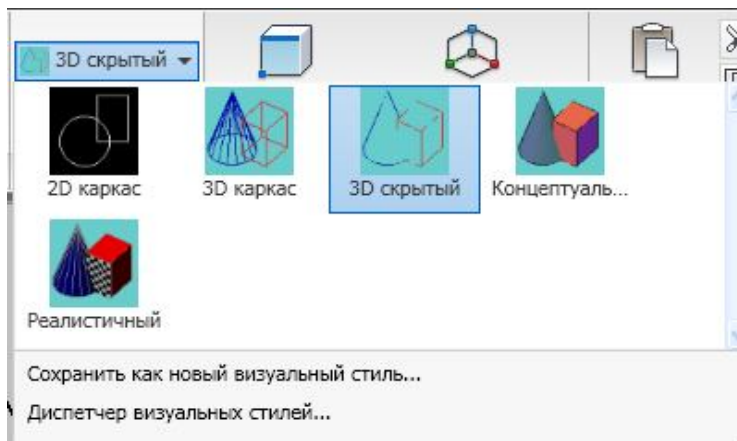 3D скрытый
2D каркас
3D каркас
3D скрытый
Концептуаль...
Реалистичный
Сохранить как новый визуальный стиль...
Диспетчер визуальных стилей...